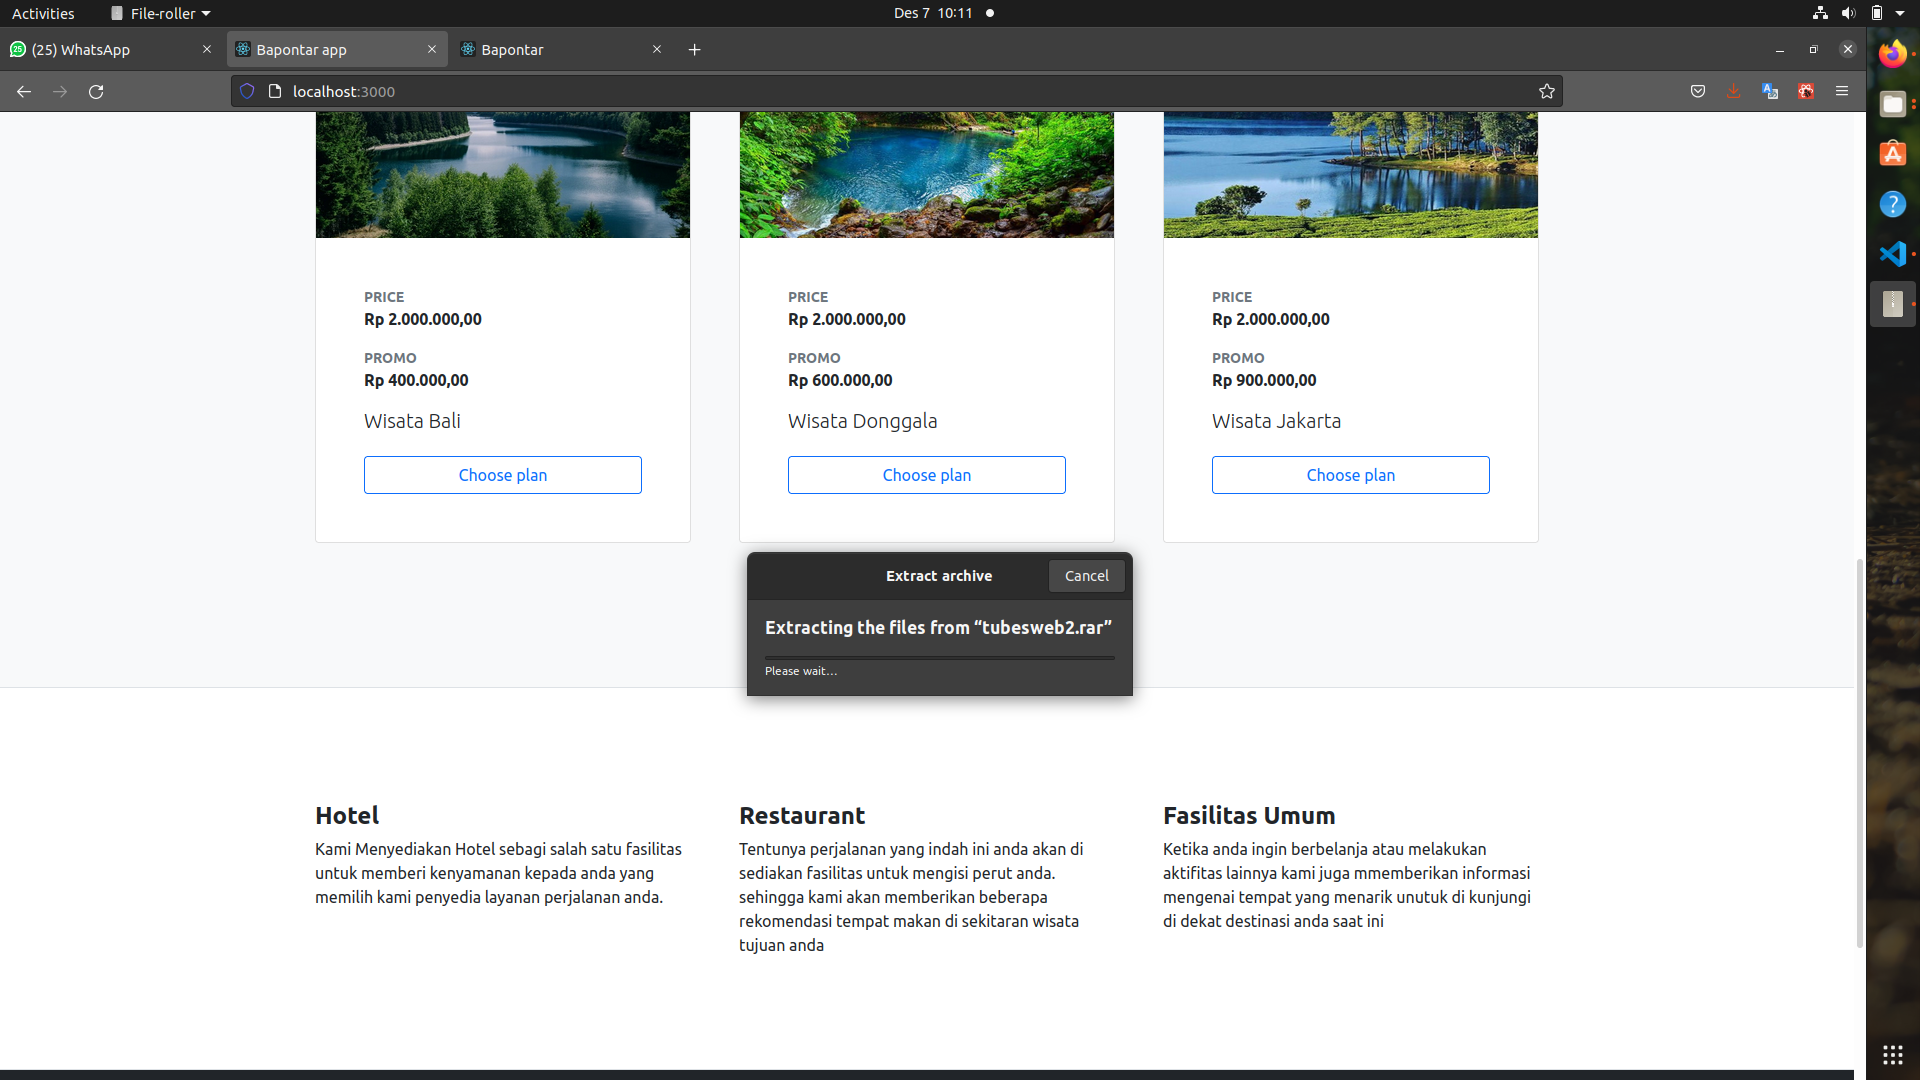 Activities
File-roller
Des 7 10:11
(25) WhatsApp
Bapontar app
Bapontar
localhost:3000
PRICE
Rp 2.000.000,00
PROMO
Rp 400.000,00
Wisata Bali
Choose plan
PRICE
Rp 2.000.000,00
PROMO
Rp 600.000,00
Wisata Donggala
Choose plan
PRICE
Rp 2.000.000,00
PROMO
Rp 900.000,00
Wisata Jakarta
Choose plan
Extract archive
Cancel
Extracting the files from “tubesweb2.rar”
Please wait…
Hotel
Kami Menyediakan Hotel sebagi salah satu fasilitas
untuk memberi kenyamanan kepada anda yang
memilih kami penyedia layanan perjalanan anda.
Restaurant
Tentunya perjalanan yang indah ini anda akan di
sediakan fasilitas untuk mengisi perut anda.
sehingga kami akan memberikan beberapa
rekomendasi tempat makan di sekitaran wisata
tujuan anda
Fasilitas Umum
Ketika anda ingin berbelanja atau melakukan
aktifitas lainnya kami juga mmemberikan informasi
mengenai tempat yang menarik unutuk di kunjungi
di dekat destinasi anda saat ini